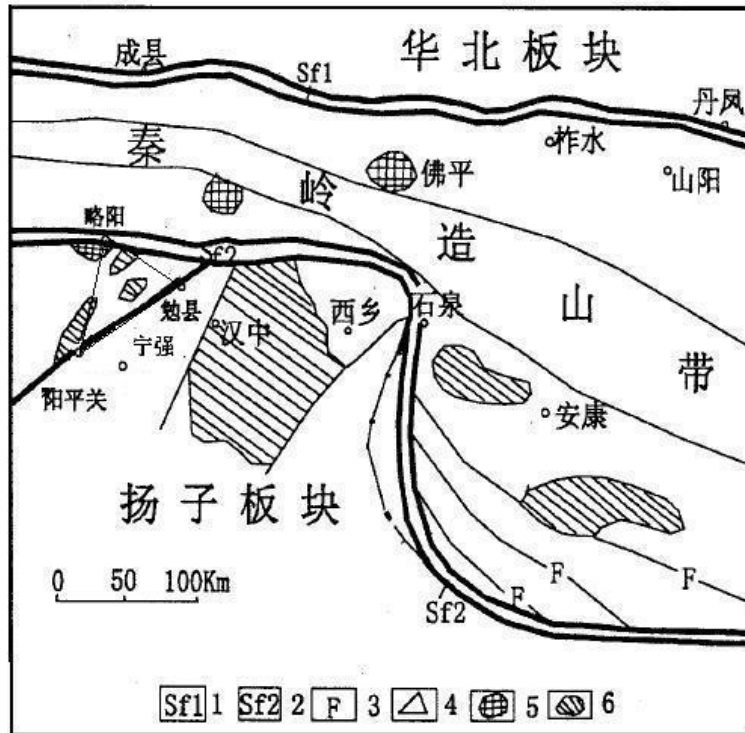 华北板块
成县
Sf1
丹凤
柞水
山阳
秦岭造山带
佛平
略阳
f2
勉县
汉中
西乡
石泉
宁强
阳平关
安康
扬子板块
0 50 100Km
F
F
F
Sf2
Sf1 1 Sf2 2 F 3 4 5 6